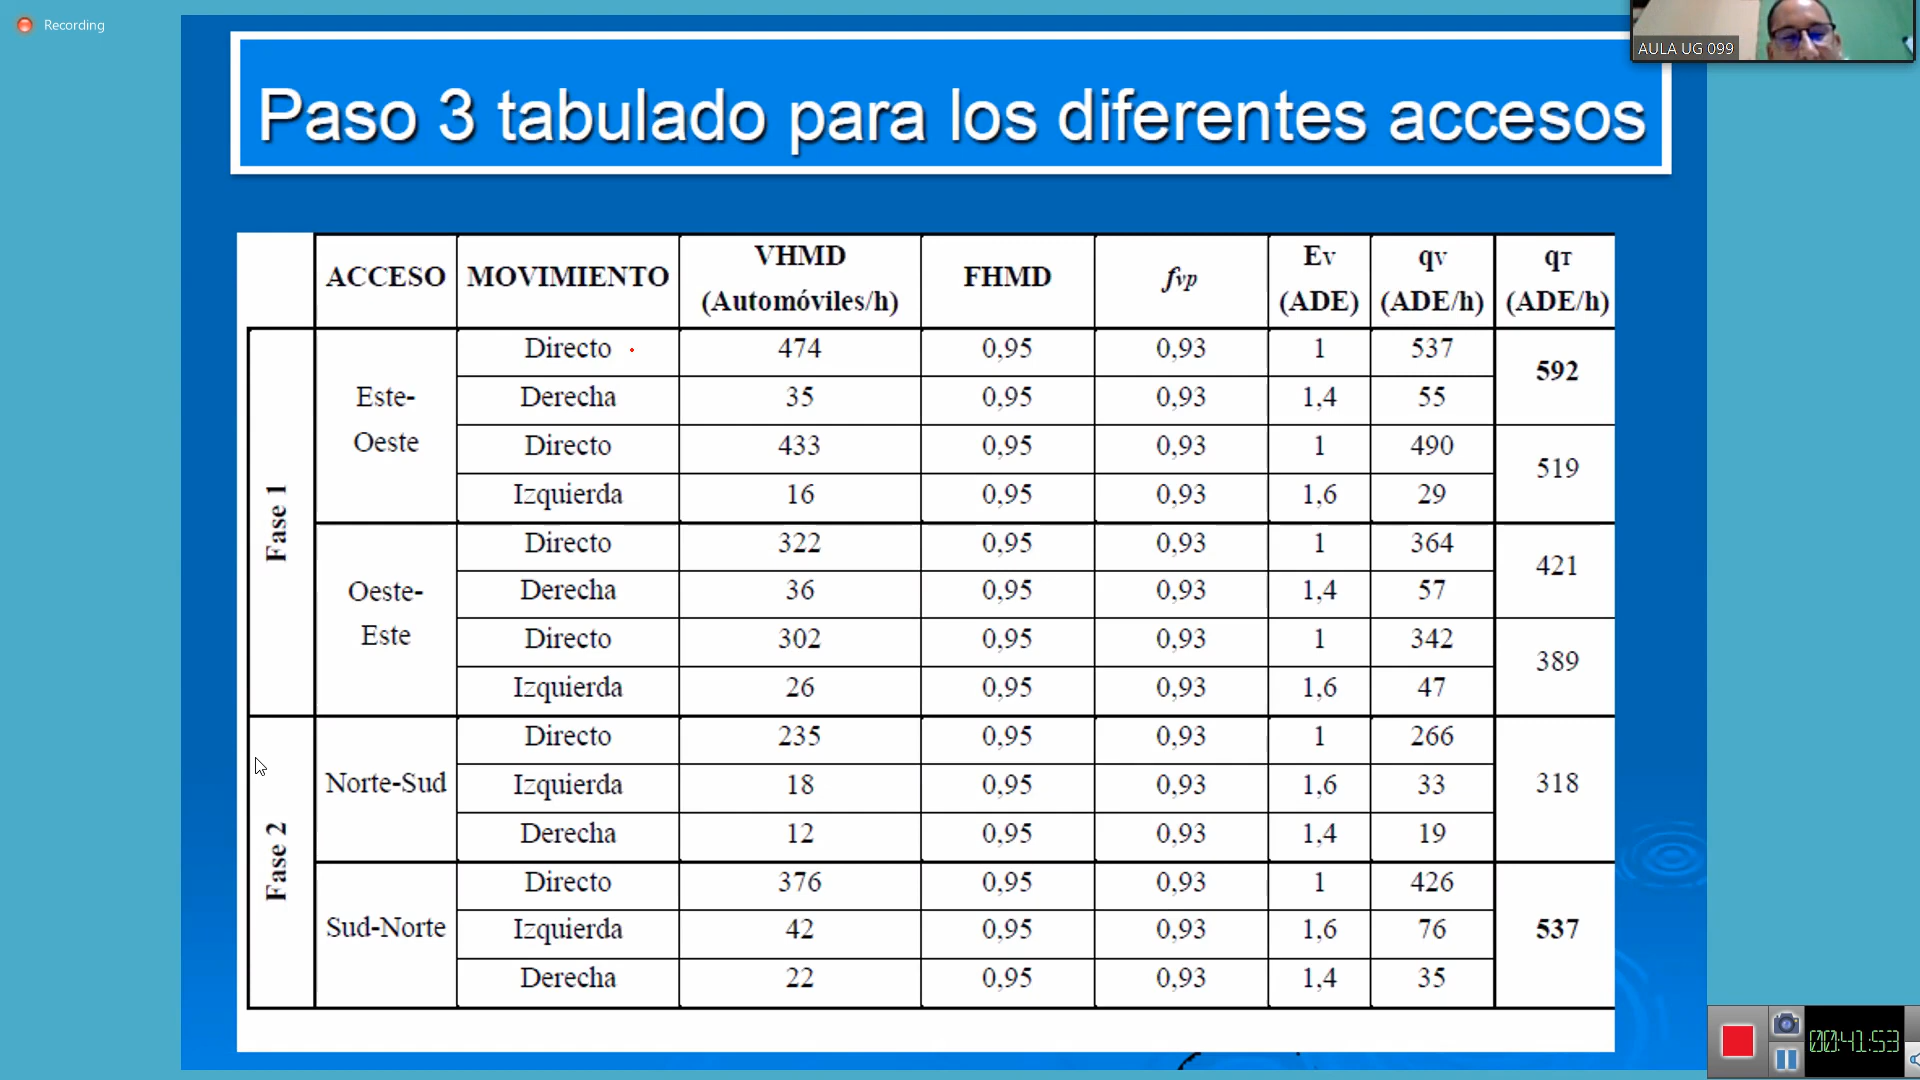 Recording
AULA UG 099
Paso 3 tabulado para los diferentes accesos
ACCESO MOVIMIENTO VHMD (Automóviles/h) FHMD fvp Ev (ADE) qv (ADE/h) qT (ADE/h)
Fase 1
Este-Oeste
Directo 474 0,95 0,93 1 537 592
Derecha 35 0,95 0,93 1,4 55
Directo 433 0,95 0,93 1 490 519
Izquierda 16 0,95 0,93 1,6 29
Oeste-Este
Directo 322 0,95 0,93 1 364 421
Derecha 36 0,95 0,93 1,4 57
Directo 302 0,95 0,93 1 342 389
Izquierda 26 0,95 0,93 1,6 47
Fase 2
Norte-Sud
Directo 235 0,95 0,93 1 266 318
Izquierda 18 0,95 0,93 1,6 33
Derecha 12 0,95 0,93 1,4 19
Sud-Norte
Directo 376 0,95 0,93 1 426 537
Izquierda 42 0,95 0,93 1,6 76
Derecha 22 0,95 0,93 1,4 35
00:41:53